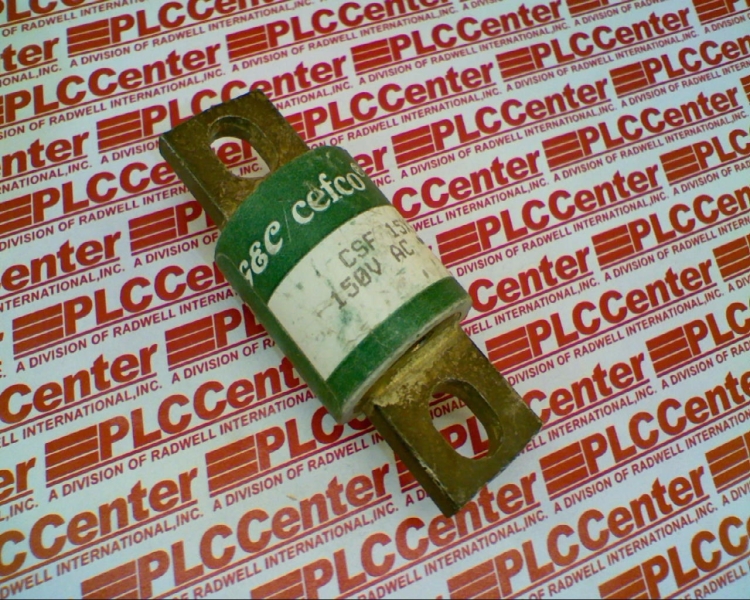 G&C/cefco
CSF 15
150V AC
PLCCenter
A DIVISION OF RADWELL INTERNATIONAL,INC.